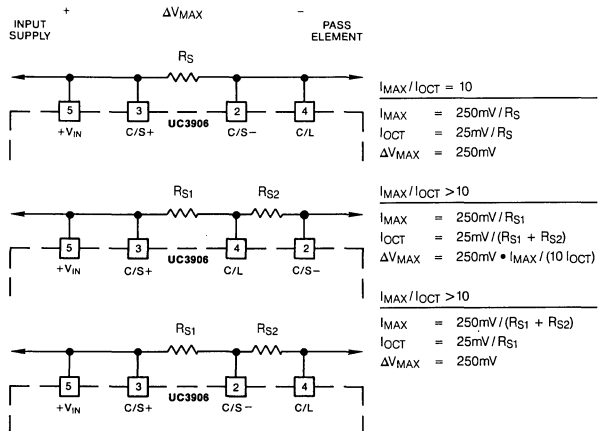 + ΔVMAX −
INPUT SUPPLY
PASS ELEMENT
RS
5 3 2 4
+VIN C/S+ UC3906 C/S− C/L
IMAX / IOCT = 10
IMAX = 250mV / RS
IOCT = 25mV / RS
ΔVMAX = 250mV
RS1 RS2
5 3 4 2
+VIN C/S+ UC3906 C/L C/S−
IMAX / IOCT >10
IMAX = 250mV / RS1
IOCT = 25mV / (RS1 + RS2)
ΔVMAX = 250mV • IMAX / (10 IOCT)
RS1 RS2
5 3 2 4
+VIN C/S+ UC3906 C/S− C/L
IMAX / IOCT >10
IMAX = 250mV / (RS1 + RS2)
IOCT = 25mV / RS1
ΔVMAX = 250mV